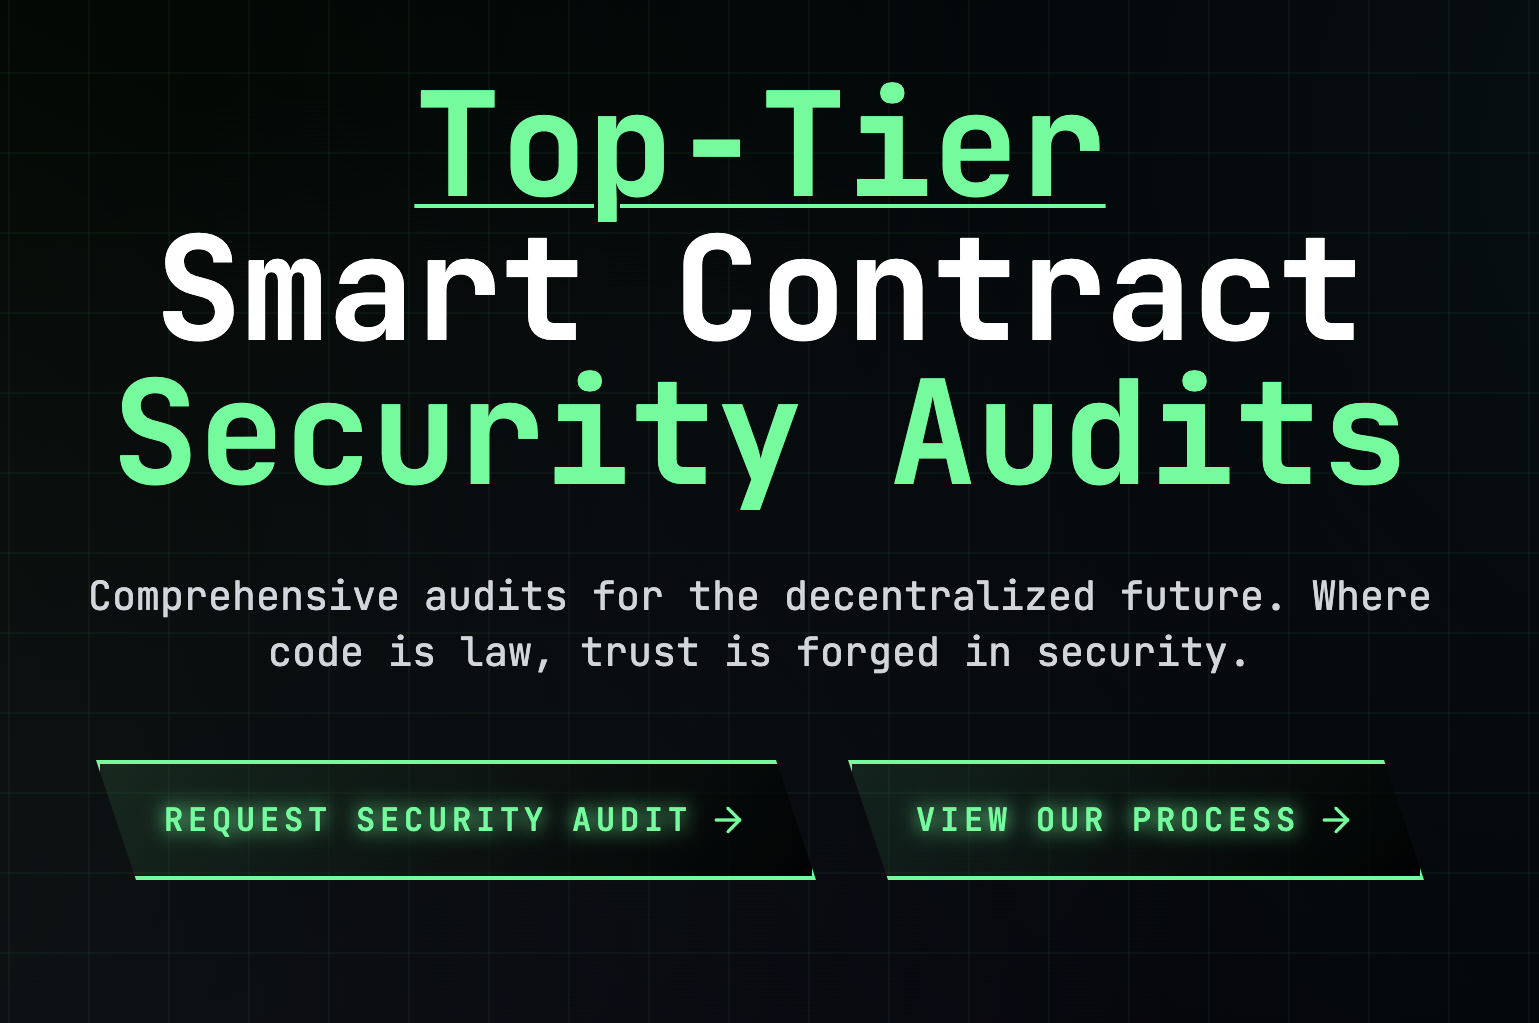 Top-Tier
Smart Contract
Security Audits
Comprehensive audits for the decentralized future. Where
code is law, trust is forged in security.
REQUEST SECURITY AUDIT →
VIEW OUR PROCESS →